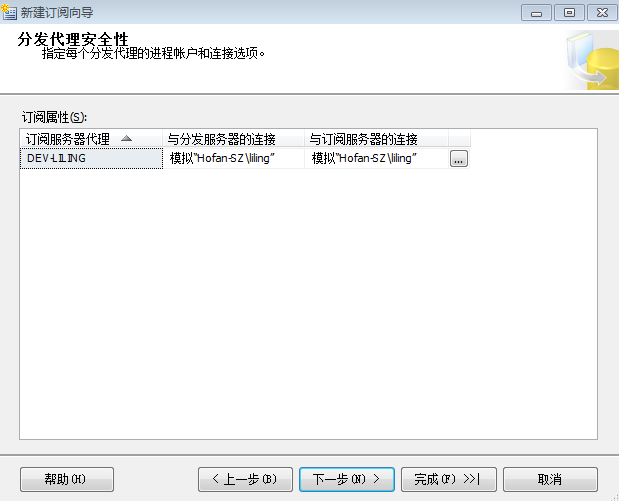 新建订阅向导
分发代理安全性
指定每个分发代理的进程帐户和连接选项。
订阅属性(S):
订阅服务器代理 与分发服务器的连接 与订阅服务器的连接
DEV-LILING 模拟“Hofan-SZ\liling” 模拟“Hofan-SZ\liling” ...
帮助(H) < 上一步(B) 下一步(N) > 完成(F) >>| 取消